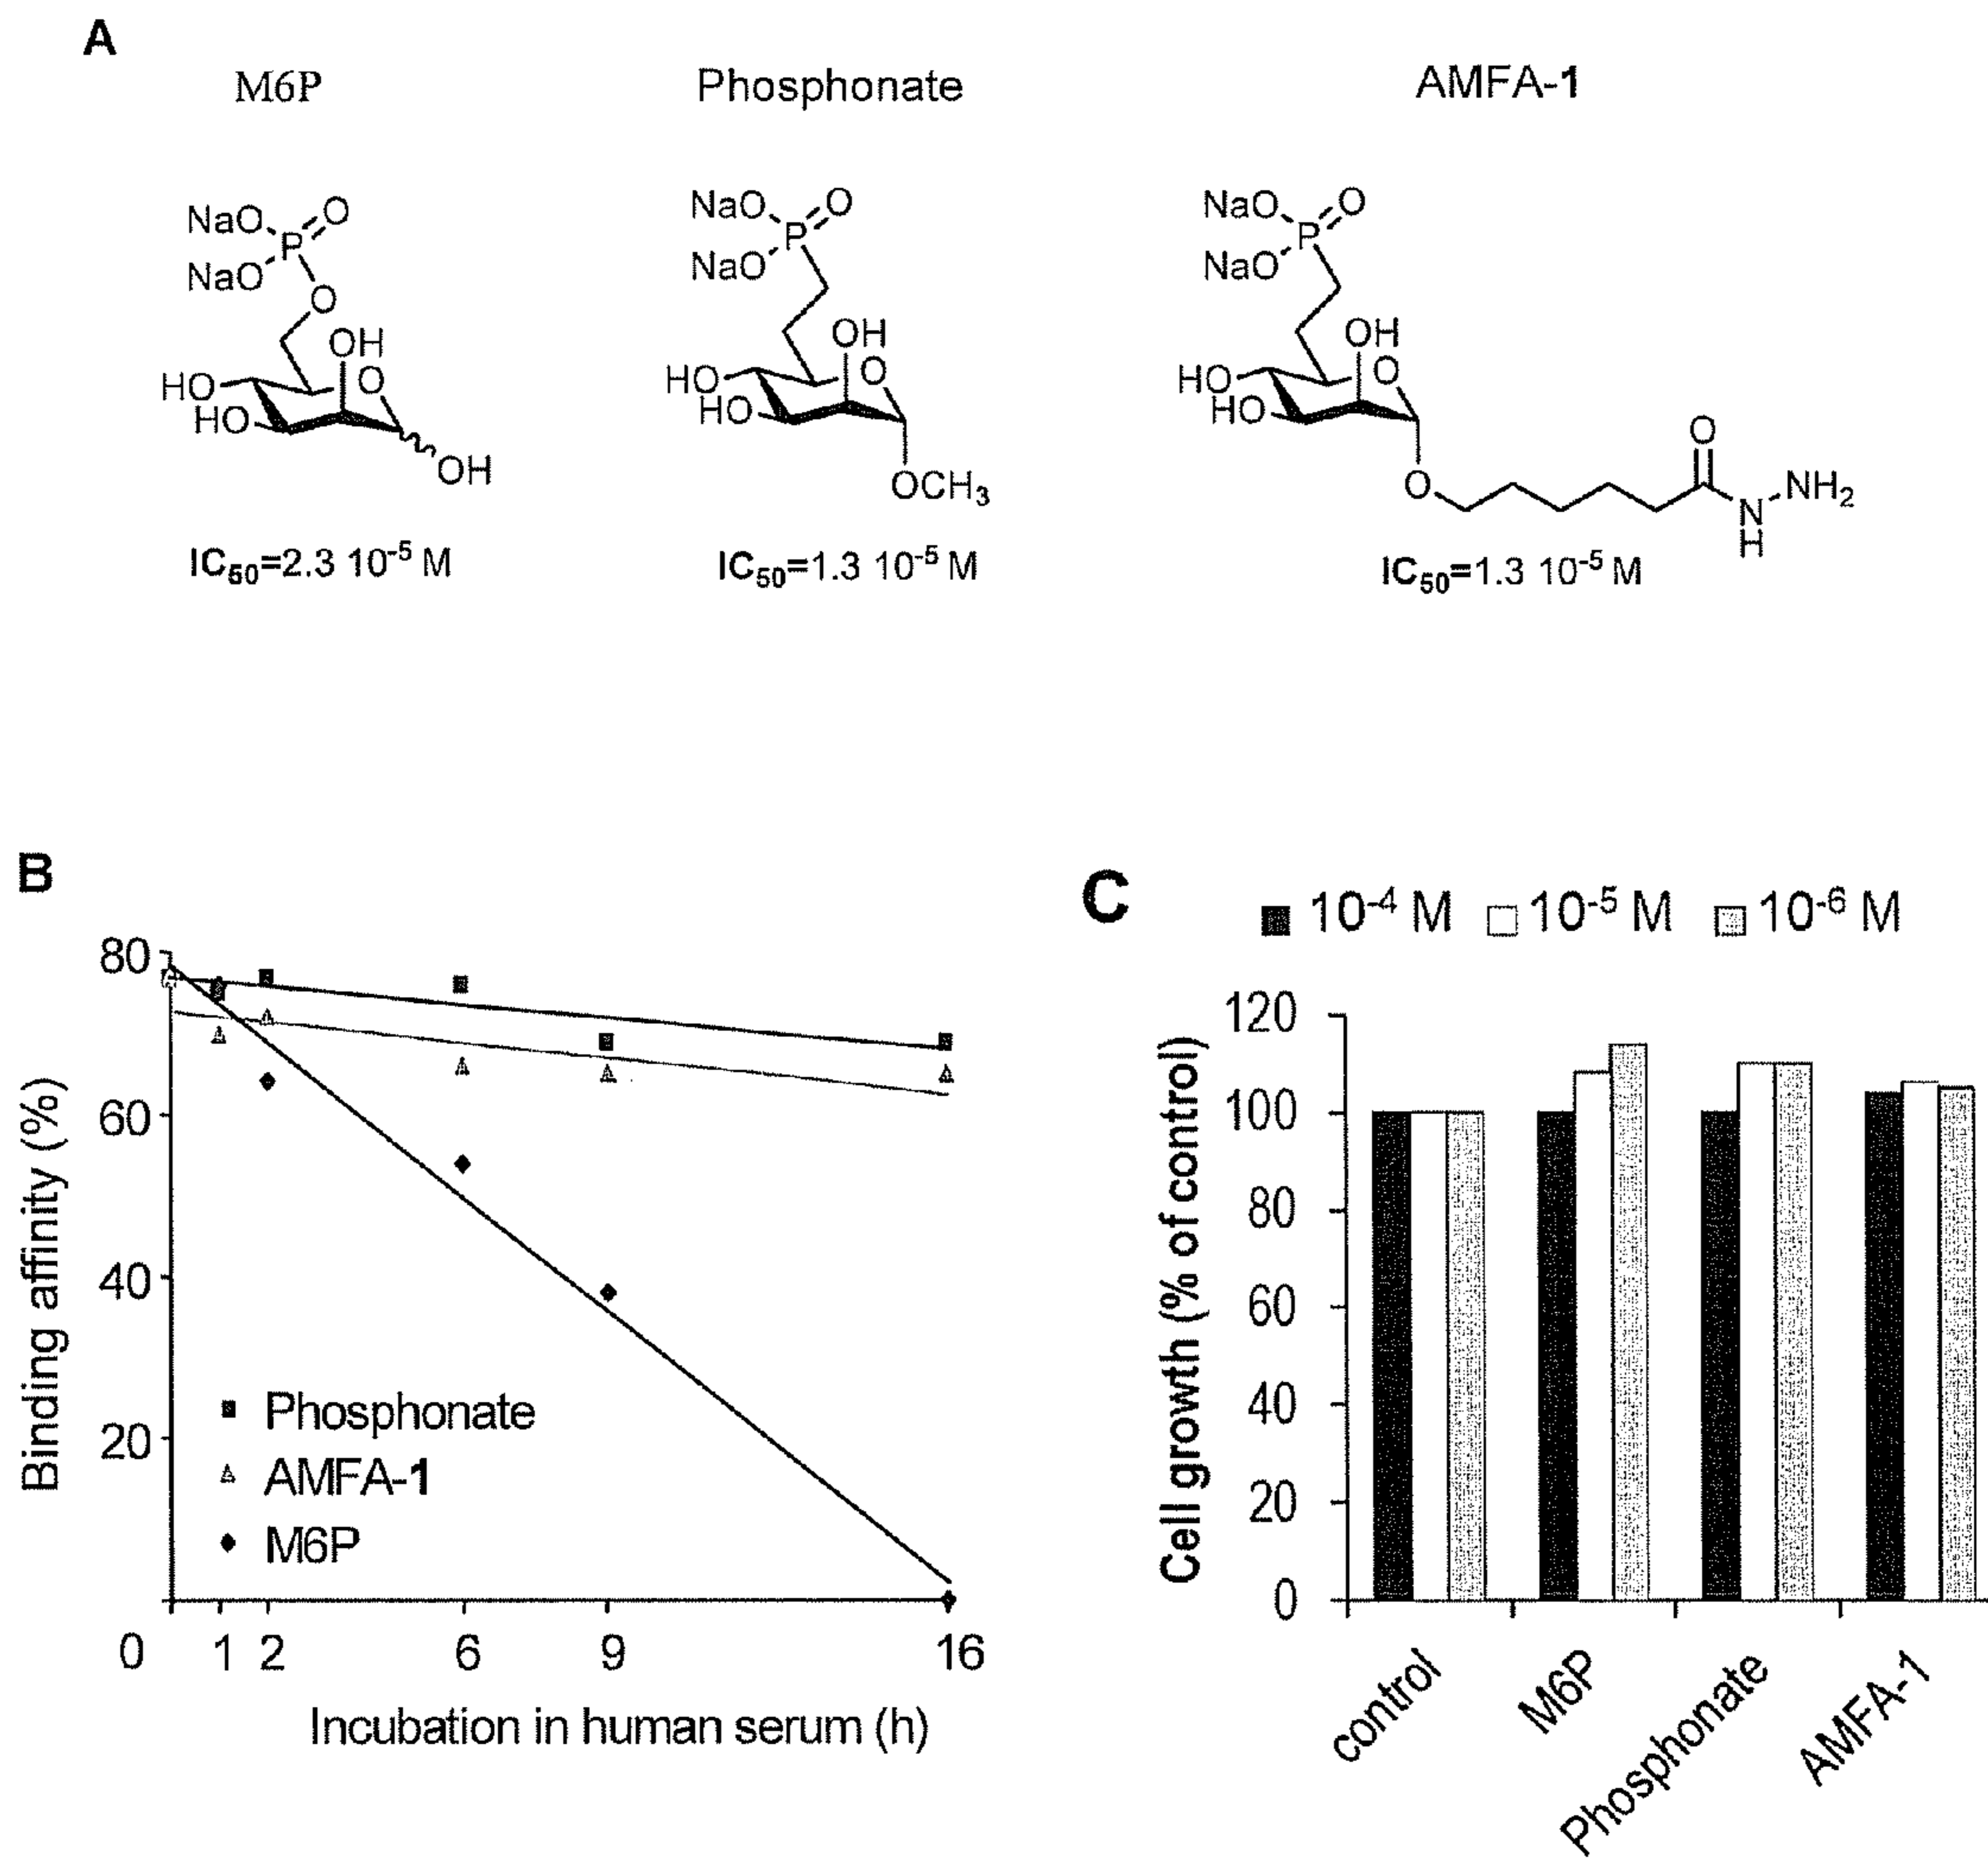 A
M6P Phosphonate AMFA-1
NaO P O NaO P O NaO P O
NaO O NaO NaO
OH OH OH
HO O HO O HO O
HO HO HO
OH OCH3 O O N H NH2
IC50=2.3 10-5 M IC50=1.3 10-5 M IC50=1.3 10-5 M
B
Binding affinity (%)
80
60
40
20
Phosphonate
AMFA-1
M6P
0 1 2 6 9 16
Incubation in human serum (h)
C
10-4 M 10-5 M 10-6 M
Cell growth (% of control)
120
100
80
60
40
20
0
control M6P Phosphonate AMFA-1